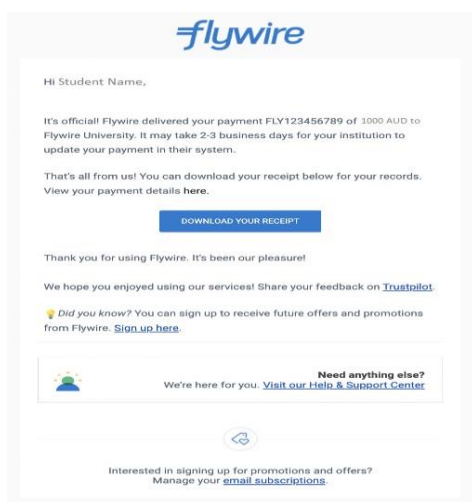 flywire
Hi Student Name,
It's official! Flywire delivered your payment FLY123456789 of 1000 AUD to
Flywire University. It may take 2-3 business days for your institution to
update your payment in their system.
That's all from us! You can download your receipt below for your records.
View your payment details here.
DOWNLOAD YOUR RECEIPT
Thank you for using Flywire. It's been our pleasure!
We hope you enjoyed using our services! Share your feedback on Trustpilot.
💡 Did you know? You can sign up to receive future offers and promotions
from Flywire. Sign up here.
Need anything else?
We're here for you. Visit our Help & Support Center
Interested in signing up for promotions and offers?
Manage your email subscriptions.